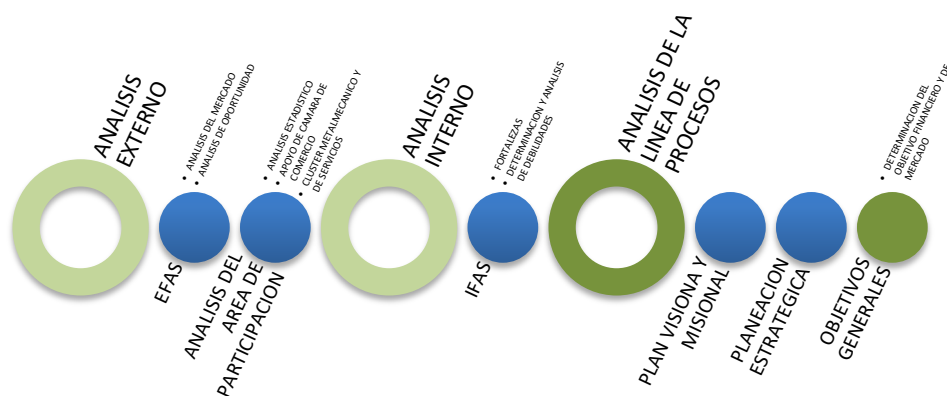 ANALISIS
EXTERNO
EFAS
• ANALISIS DEL MERCADO
• ANALISIS DE OPORTUNIDAD
ANALISIS DEL
AREA DE
PARTICIPACION
• ANALISIS ESTADISTICO
• APOYO DE CAMARA DE
COMERCIO
• CLUSTER METALMECANICO Y
DE SERVICIOS
ANALISIS
INTERNO
IFAS
• FORTALEZAS
• DETERMINACION Y ANALISIS
DE DEBILIDADES
ANALISIS DE LA
LINEA DE
PROCESOS
PLAN VISIONA Y
MISIONAL
PLANEACION
ESTRATEGICA
OBJETIVOS
GENERALES
• DETERMINACION DEL
OBJETIVO FINANCIERO Y DE
MERCADO